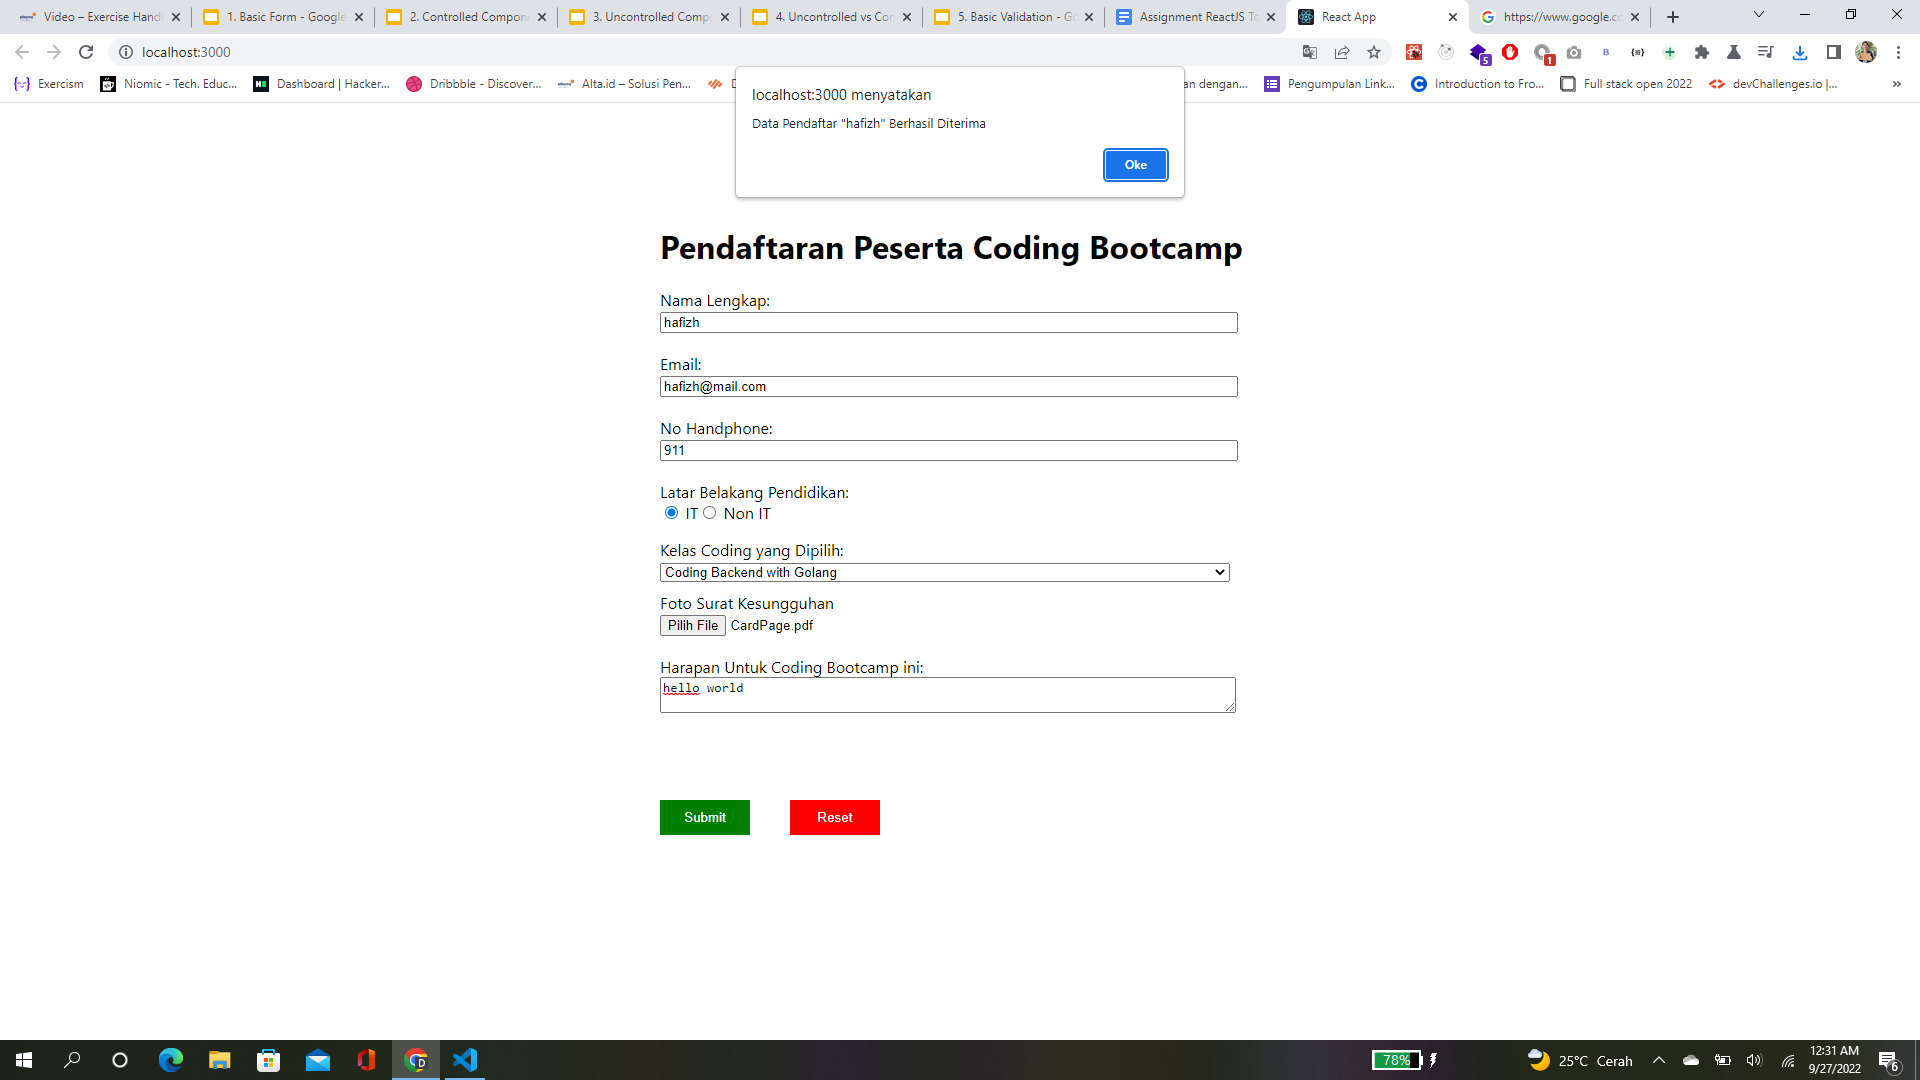 Video – Exercise Hand
1. Basic Form - Google
2. Controlled Compon
3. Uncontrolled Comp
4. Uncontrolled vs Con
5. Basic Validation - G
Assignment ReactJS To
React App
https://www.google.co
localhost:3000
5
1
B
Exercism
Niomic - Tech. Educ...
Dashboard | Hacker...
Dribbble - Discover...
Alta.id – Solusi Pen...
D
an dengan...
Pengumpulan Link...
Introduction to Fro...
Full stack open 2022
devChallenges.io |...
»
localhost:3000 menyatakan
Data Pendaftar "hafizh" Berhasil Diterima
Oke
Pendaftaran Peserta Coding Bootcamp
Nama Lengkap:
hafizh
Email:
hafizh@mail.com
No Handphone:
911
Latar Belakang Pendidikan:
IT Non IT
Kelas Coding yang Dipilih:
Coding Backend with Golang
Foto Surat Kesungguhan
Pilih File CardPage.pdf
Harapan Untuk Coding Bootcamp ini:
hello world
Submit Reset
78%
25°C Cerah
12:31 AM
9/27/2022
6